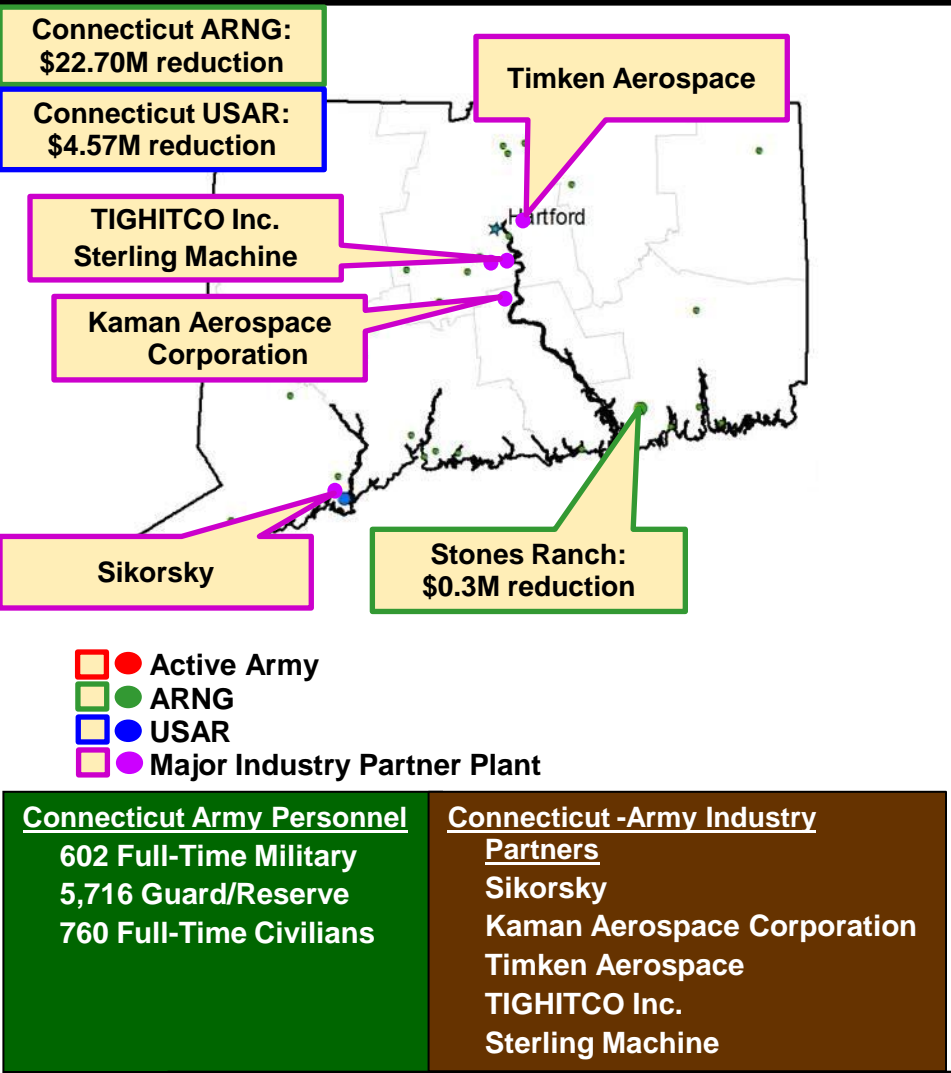 Connecticut ARNG:
$22.70M reduction
Connecticut USAR:
$4.57M reduction
Timken Aerospace
TIGHITCO Inc.
Sterling Machine
Hartford
Kaman Aerospace
Corporation
Sikorsky
Stones Ranch:
$0.3M reduction
Active Army
ARNG
USAR
Major Industry Partner Plant
Connecticut Army Personnel
602 Full-Time Military
5,716 Guard/Reserve
760 Full-Time Civilians
Connecticut -Army Industry
Partners
Sikorsky
Kaman Aerospace Corporation
Timken Aerospace
TIGHITCO Inc.
Sterling Machine